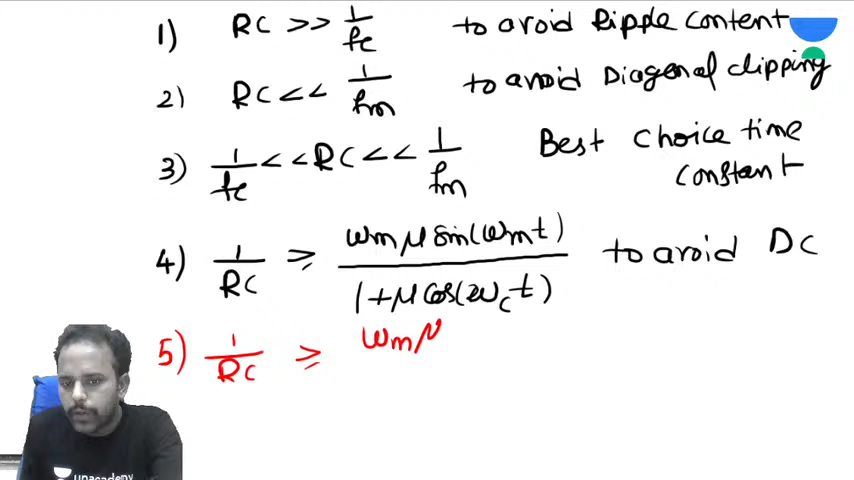 1) RC >> 1/fc to avoid Ripple content
2) RC << 1/fm to avoid Diagonal clipping
3) 1/fc << RC << 1/fm Best choice time constant
4) 1/RC ≥ ωm μ sin(ωm t) / 1+μ cos(2ωc t) to avoid DC
5) 1/RC ≥ ωm μ
unacademy